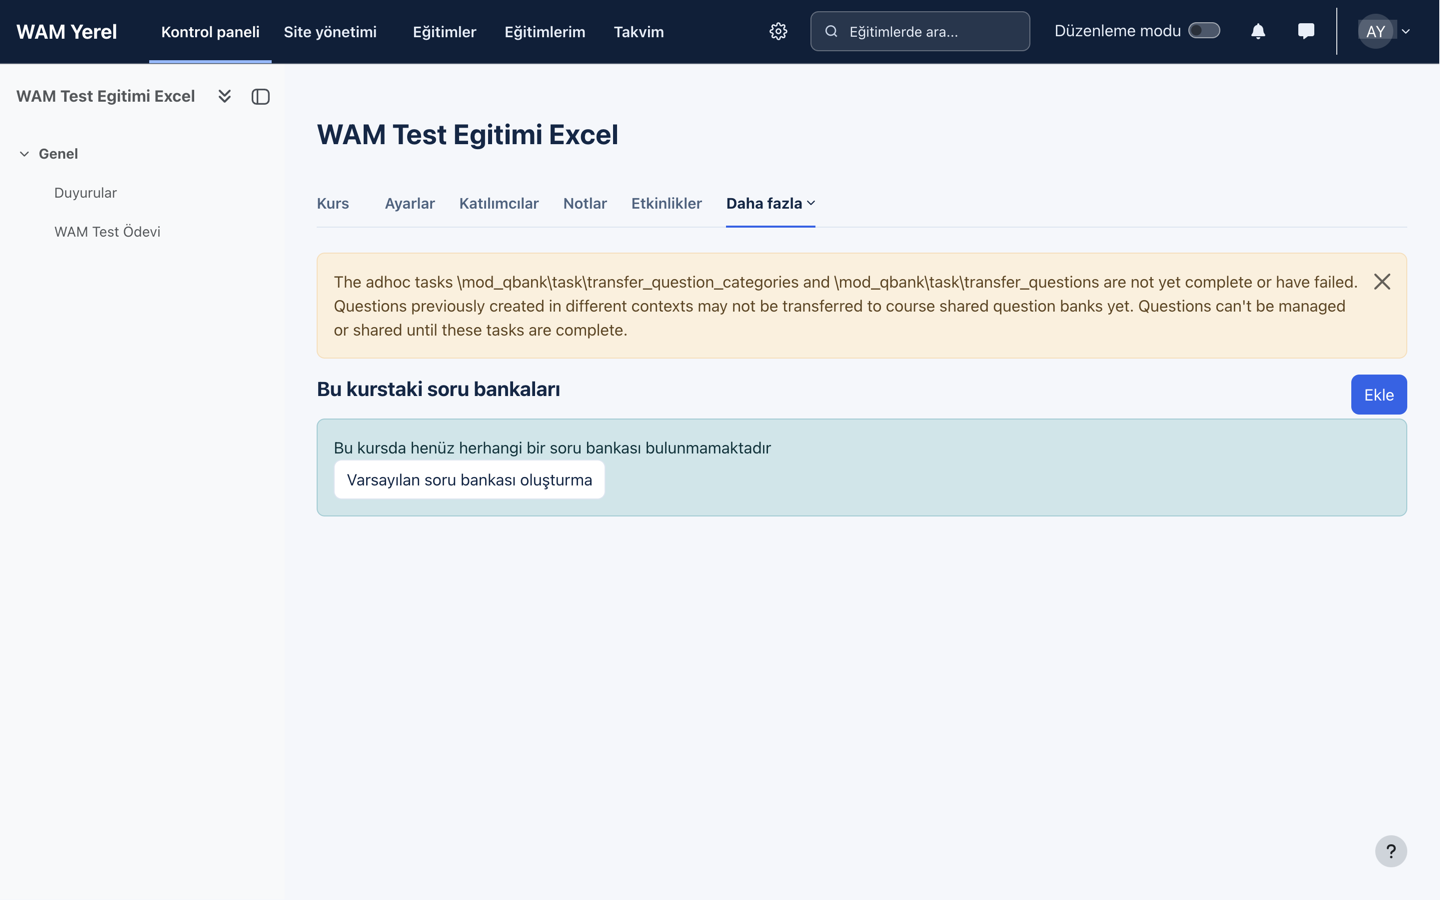 WAM Yerel
Kontrol paneli
Site yönetimi
Eğitimler
Eğitimlerim
Takvim
Eğitimlerde ara...
Düzenleme modu
AY
WAM Test Egitimi Excel
Genel
Duyurular
WAM Test Ödevi
WAM Test Egitimi Excel
Kurs
Ayarlar
Katılımcılar
Notlar
Etkinlikler
Daha fazla
The adhoc tasks \mod_qbank\task\transfer_question_categories and \mod_qbank\task\transfer_questions are not yet complete or have failed.
Questions previously created in different contexts may not be transferred to course shared question banks yet. Questions can't be managed
or shared until these tasks are complete.
Bu kurstaki soru bankaları
Ekle
Bu kursda henüz herhangi bir soru bankası bulunmamaktadır
Varsayılan soru bankası oluşturma
?